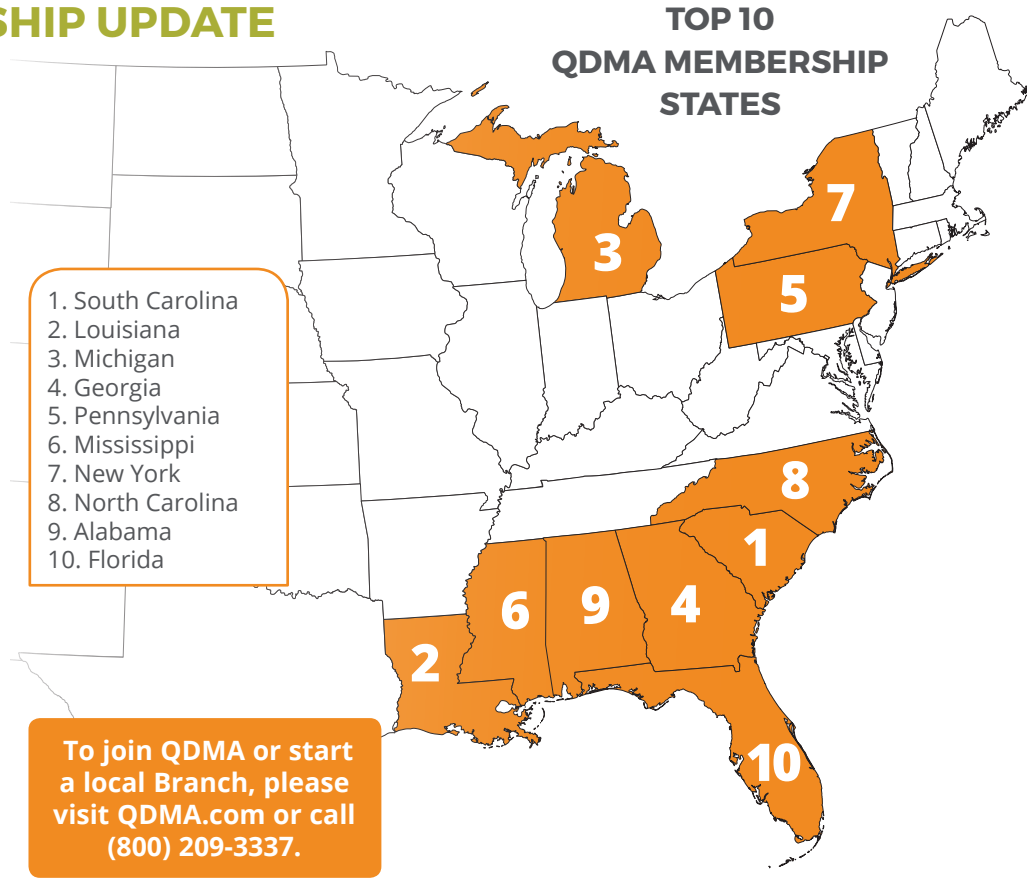 SHIP UPDATE
TOP 10
QDMA MEMBERSHIP
STATES
1. South Carolina
2. Louisiana
3. Michigan
4. Georgia
5. Pennsylvania
6. Mississippi
7. New York
8. North Carolina
9. Alabama
10. Florida
7
3
5
8
1
6
9
4
2
10
To join QDMA or start
a local Branch, please
visit QDMA.com or call
(800) 209-3337.